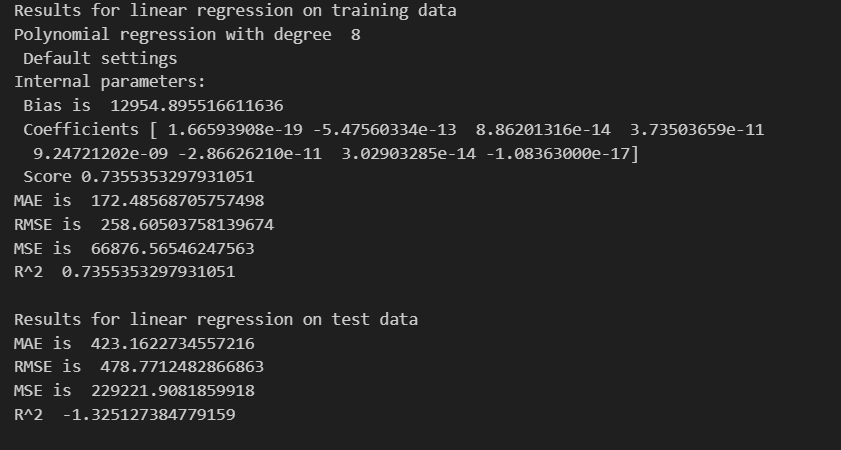 Results for linear regression on training data
Polynomial regression with degree  8
 Default settings
Internal parameters:
 Bias is  12954.895516611636
 Coefficients [ 1.66593908e-19 -5.47560334e-13  8.86201316e-14  3.73503659e-11
  9.24721202e-09 -2.86626210e-11  3.02903285e-14 -1.08363000e-17]
 Score 0.7355353297931051
MAE is  172.48568705757498
RMSE is  258.60503758139674
MSE is  66876.56546247563
R^2  0.7355353297931051

Results for linear regression on test data
MAE is  423.1622734557216
RMSE is  478.7712482866863
MSE is  229221.9081859918
R^2  -1.325127384779159